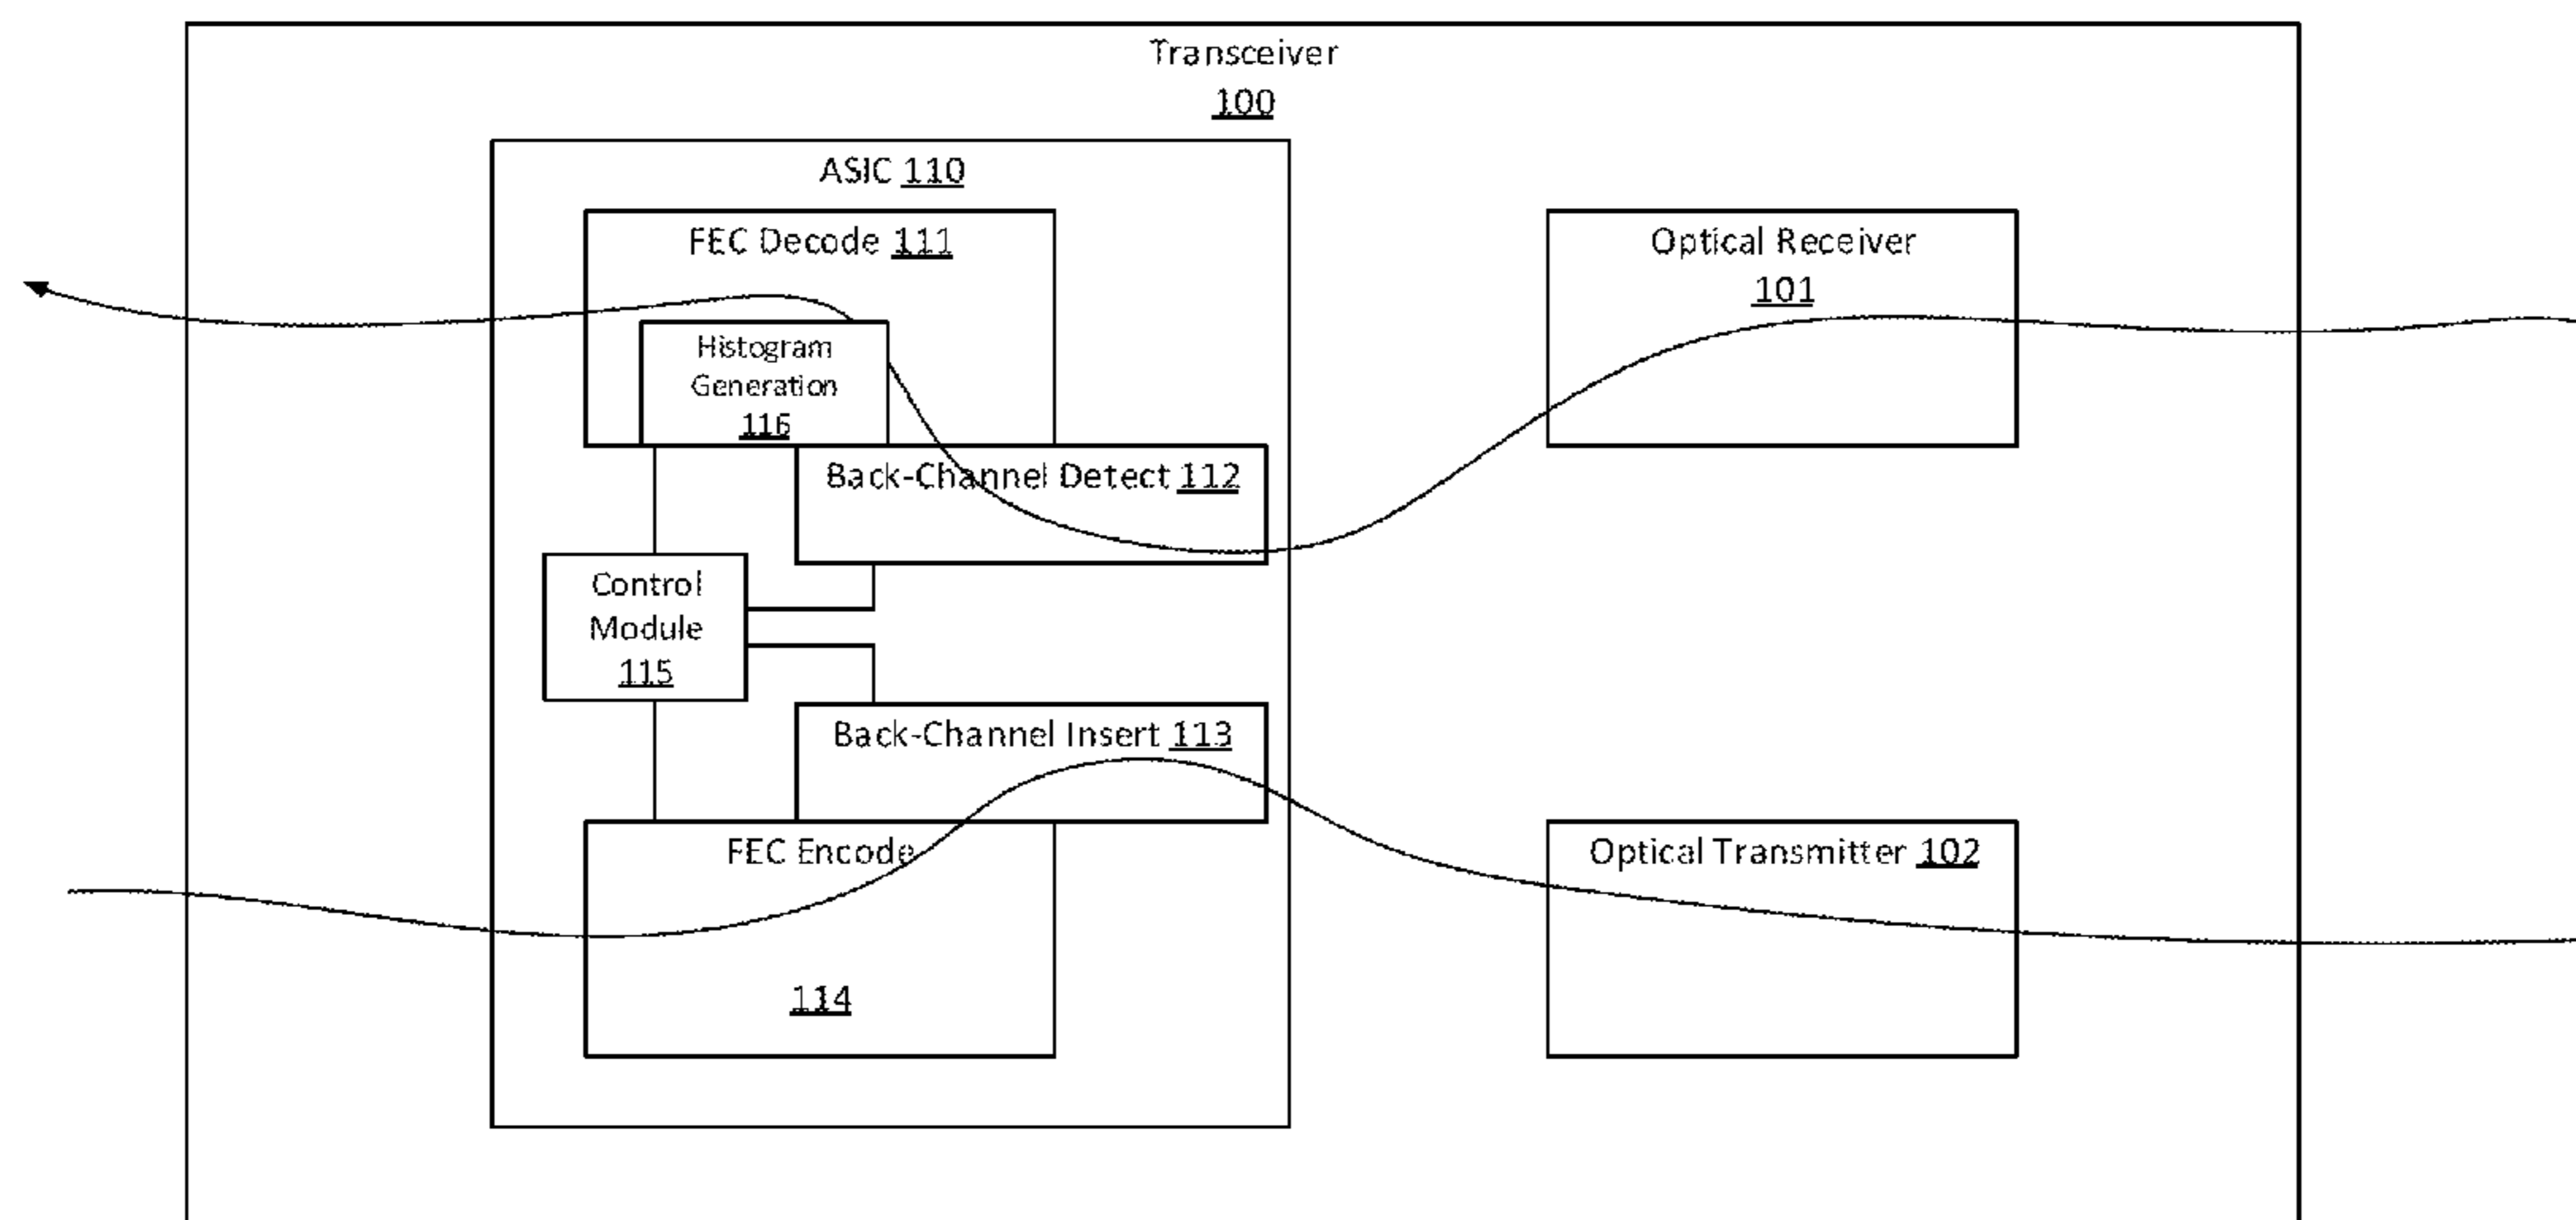 Transceiver
100
ASIC 110
FEC Decode 111
Optical Receiver
101
Histogram
Generation
116
Back-Channel Detect 112
Control
Module
115
Back-Channel Insert 113
FEC Encode
114
Optical Transmitter 102